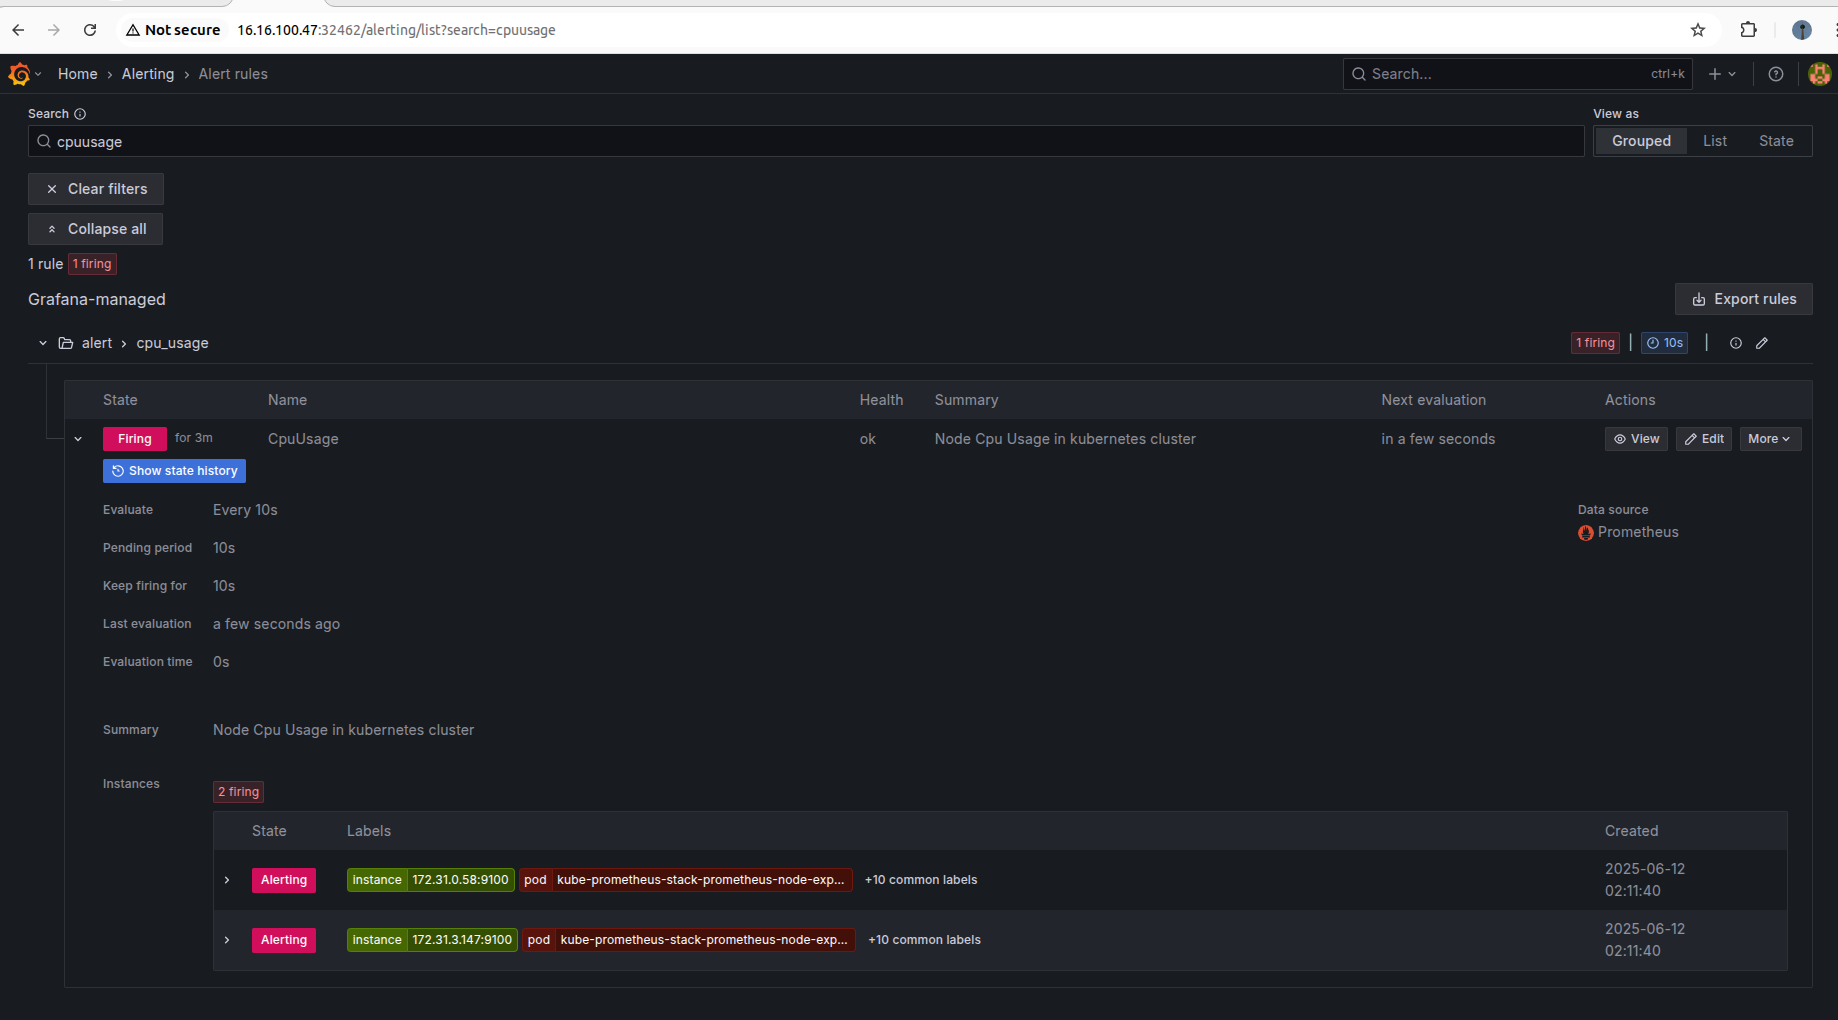 Not secure 16.16.100.47:32462/alerting/list?search=cpuusage
Home › Alerting › Alert rules
Search... ctrl+k
Search
View as
cpuusage
Grouped List State
Clear filters
Collapse all
1 rule 1 firing
Grafana-managed
Export rules
alert › cpu_usage
1 firing | 10s |
State Name Health Summary Next evaluation Actions
Firing for 3m CpuUsage ok Node Cpu Usage in kubernetes cluster in a few seconds View Edit More
Show state history
Evaluate Every 10s
Data source
Prometheus
Pending period 10s
Keep firing for 10s
Last evaluation a few seconds ago
Evaluation time 0s
Summary Node Cpu Usage in kubernetes cluster
Instances 2 firing
State Labels Created
Alerting instance 172.31.0.58:9100 pod kube-prometheus-stack-prometheus-node-exp... +10 common labels 2025-06-12
02:11:40
Alerting instance 172.31.3.147:9100 pod kube-prometheus-stack-prometheus-node-exp... +10 common labels 2025-06-12
02:11:40